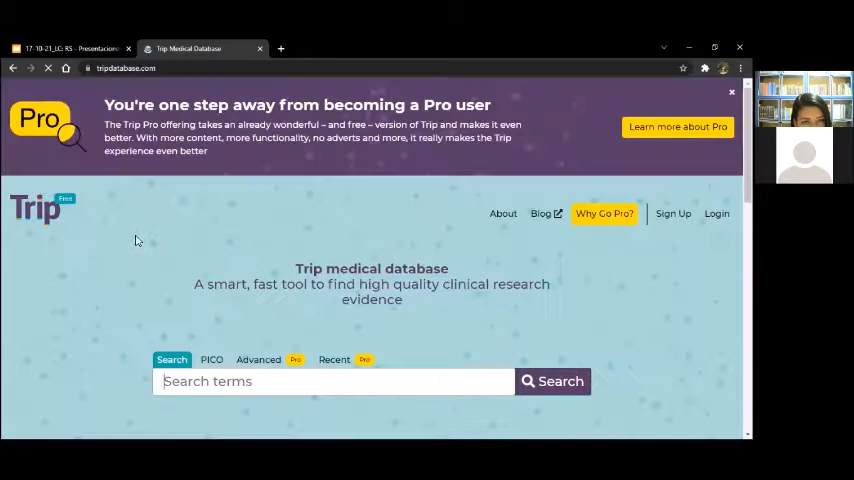 17-10-21_LC: RS - Presentacione
Trip Medical Database
tripdatabase.com
Pro
You're one step away from becoming a Pro user
The Trip Pro offering takes an already wonderful – and free – version of Trip and makes it even
better. With more content, more functionality, no adverts and more, it really makes the Trip
experience even better
Learn more about Pro
Trip Free
About Blog Why Go Pro? Sign Up Login
Trip medical database
A smart, fast tool to find high quality clinical research
evidence
Search PICO Advanced Pro Recent Pro
Search terms
Search